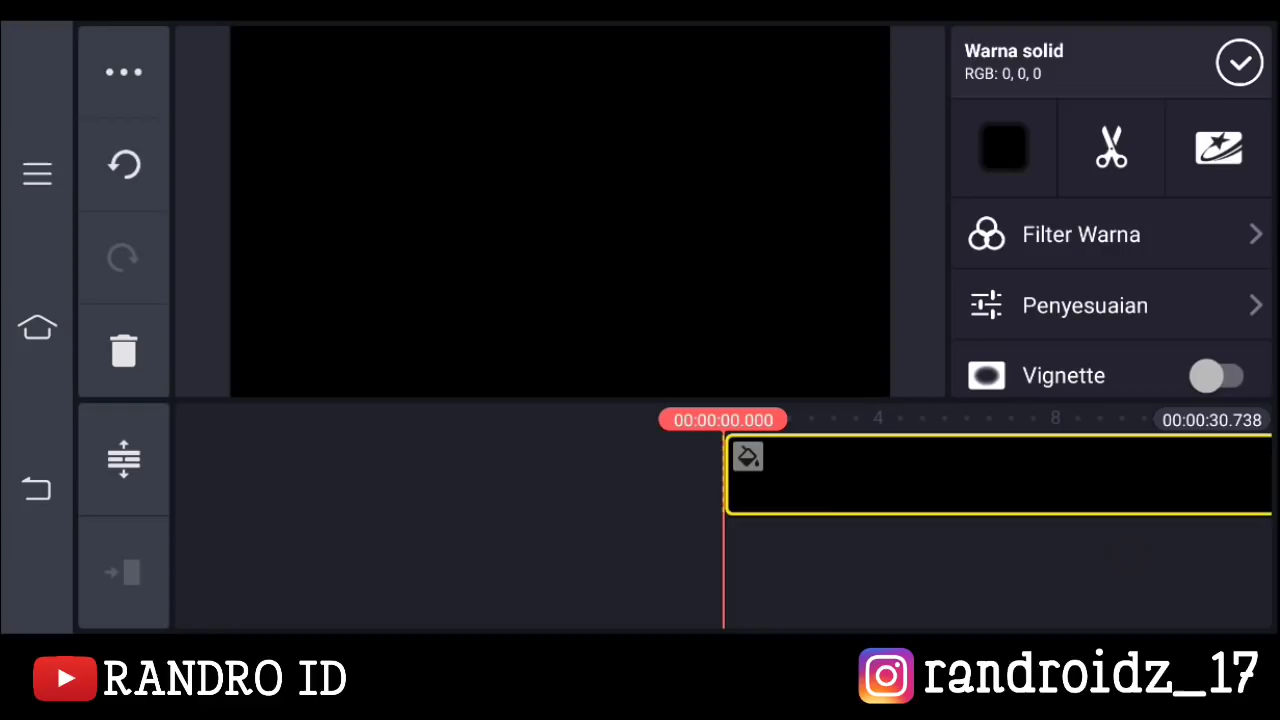 Warna solid
RGB: 0, 0, 0
Filter Warna
Penyesuaian
Vignette
00:00:00.000
4
8
00:00:30.738
RANDRO ID
randroidz_17